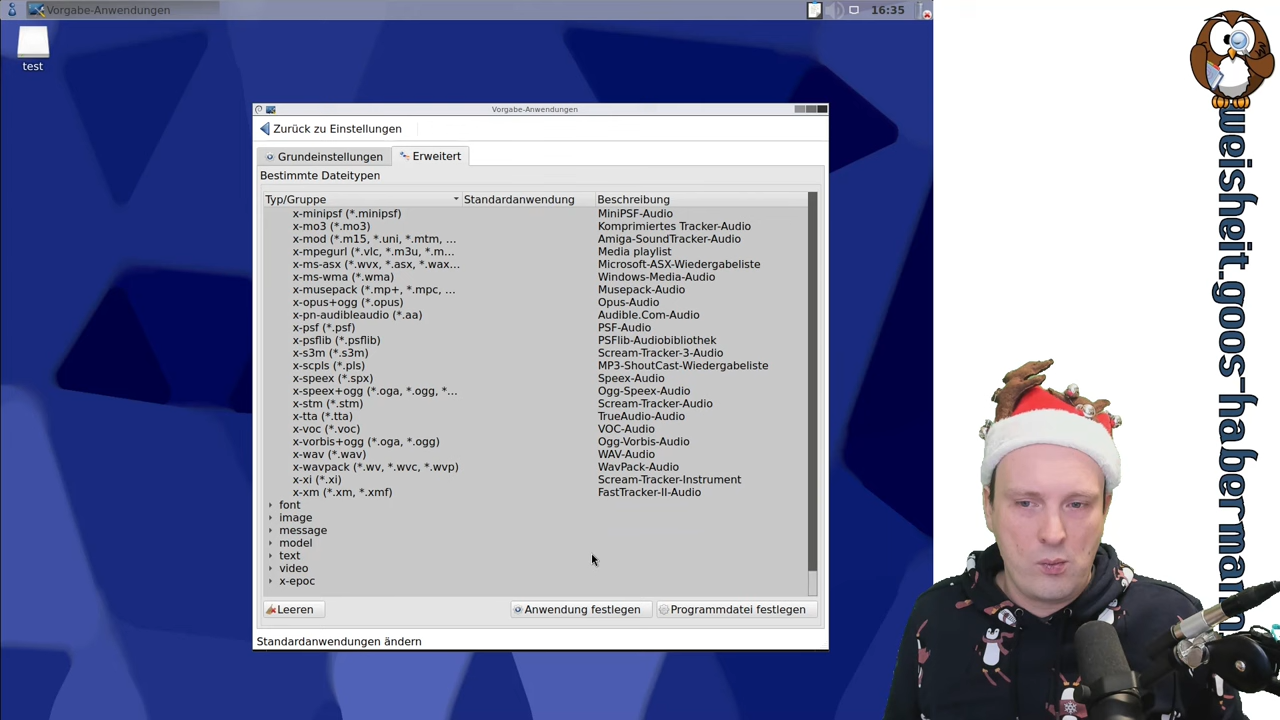 Vorgabe-Anwendungen
16:35
test
Vorgabe-Anwendungen
Zurück zu Einstellungen
Grundeinstellungen
Erweitert
Bestimmte Dateitypen
Typ/Gruppe Standardanwendung Beschreibung
x-minipsf (*.minipsf) MiniPSF-Audio
x-mo3 (*.mo3) Komprimiertes Tracker-Audio
x-mod (*.m15, *.uni, *.mtm, ... Amiga-SoundTracker-Audio
x-mpegurl (*.vlc, *.m3u, *.m... Media playlist
x-ms-asx (*.wvx, *.asx, *.wax... Microsoft-ASX-Wiedergabeliste
x-ms-wma (*.wma) Windows-Media-Audio
x-musepack (*.mp+, *.mpc, ... Musepack-Audio
x-opus+ogg (*.opus) Opus-Audio
x-pn-audibleaudio (*.aa) Audible.Com-Audio
x-psf (*.psf) PSF-Audio
x-psflib (*.psflib) PSFlib-Audiobibliothek
x-s3m (*.s3m) Scream-Tracker-3-Audio
x-scpls (*.pls) MP3-ShoutCast-Wiedergabeliste
x-speex (*.spx) Speex-Audio
x-speex+ogg (*.oga, *.ogg, *... Ogg-Speex-Audio
x-stm (*.stm) Scream-Tracker-Audio
x-tta (*.tta) TrueAudio-Audio
x-voc (*.voc) VOC-Audio
x-vorbis+ogg (*.oga, *.ogg) Ogg-Vorbis-Audio
x-wav (*.wav) WAV-Audio
x-wavpack (*.wv, *.wvc, *.wvp) WavPack-Audio
x-xi (*.xi) Scream-Tracker-Instrument
x-xm (*.xm, *.xmf) FastTracker-II-Audio
font
image
message
model
text
video
x-epoc
Leeren
Anwendung festlegen
Programmdatei festlegen
Standardanwendungen ändern
weisheit.goos-habermann